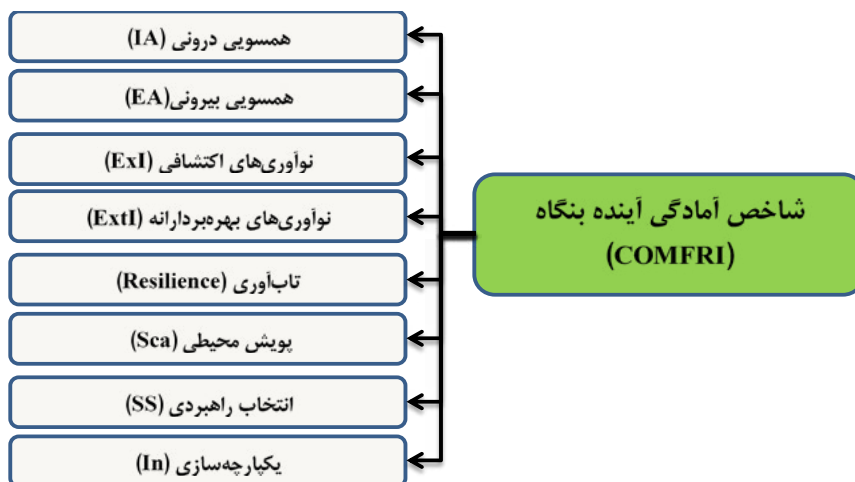 شاخص آمادگی آینده بنگاه
(COMFRI)
همسویی درونی (IA)
همسویی بیرونی(EA)
نوآوری‌های اکتشافی (ExI)
نوآوری‌های بهره‌بردارانه (ExtI)
تاب‌آوری (Resilience)
پویش محیطی (Sca)
انتخاب راهبردی (SS)
یکپارچه‌سازی (In)